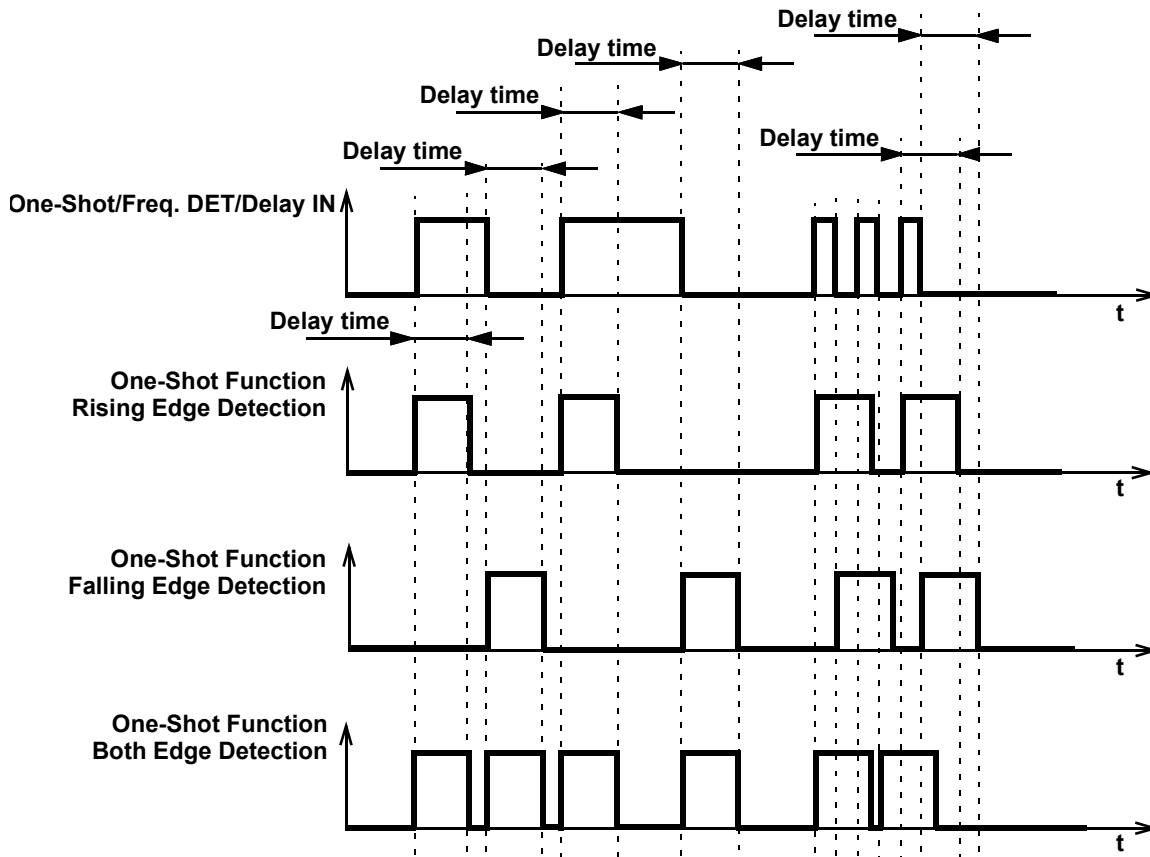 Delay time
Delay time
Delay time
Delay time
Delay time
One-Shot/Freq. DET/Delay IN
t
Delay time
One-Shot Function
Rising Edge Detection
t
One-Shot Function
Falling Edge Detection
t
One-Shot Function
Both Edge Detection
t